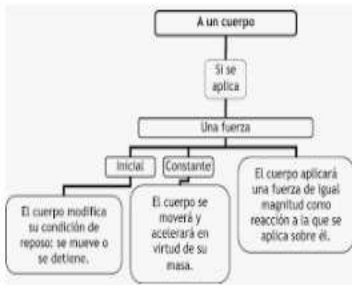 A un cuerpo
Si se
aplica
Una fuerza
Inicial
Constante
El cuerpo modifica
su condición de
reposo: se mueve o
se detiene.
El cuerpo se
moverá y
acelerará en
virtud de su
masa.
El cuerpo aplicará
una fuerza de igual
magnitud como
reacción a la que se
aplica sobre él.